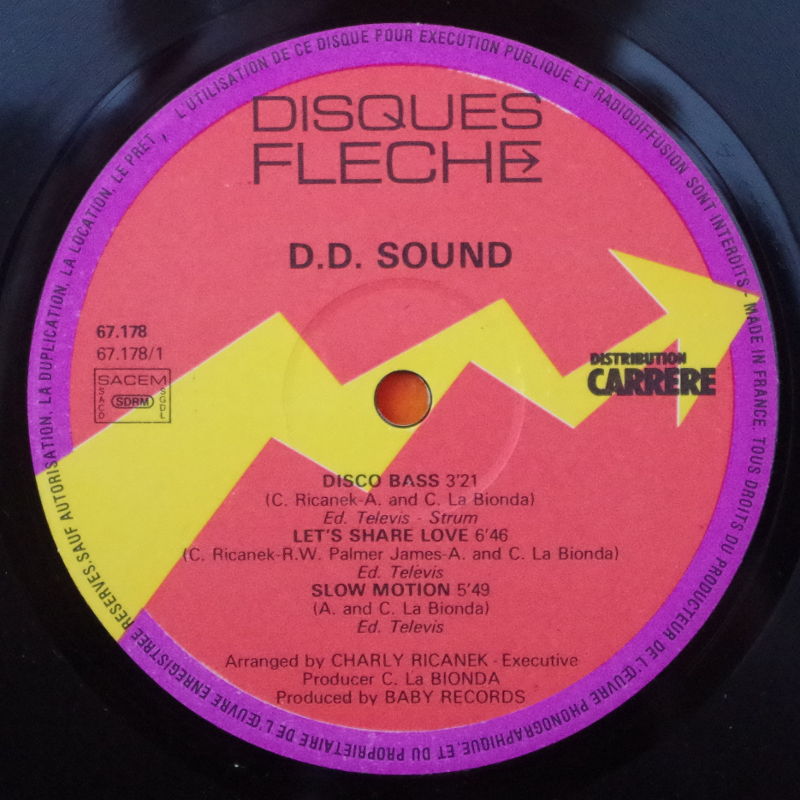 DISQUES
FLECHE
D.D. SOUND
67.178
67.178/1
SACEM
SACD
SDRM
SGDL
DISTRIBUTION
CARRERE
DISCO BASS 3'21
(C. Ricanek-A. and C. La Bionda)
Ed. Televis - Strum
LET'S SHARE LOVE 6'46
(C. Ricanek-R.W. Palmer James-A. and C. La Bionda)
Ed. Televis
SLOW MOTION 5'49
(A. and C. La Bionda)
Ed. Televis
Arranged by CHARLY RICANEK - Executive
Producer C. La BIONDA
Produced by BABY RECORDS
TOUS DROITS DU PRODUCTEUR DE L'ŒUVRE PHONOGRAPHIQUE ET DU PROPRIETAIRE DE L'ŒUVRE ENREGISTREE RESERVES. SAUF AUTORISATION, LA DUPLICATION, LA LOCATION, LE PRET, L'UTILISATION DE CE DISQUE POUR EXECUTION PUBLIQUE ET RADIODIFFUSION SONT INTERDITS - MADE IN FRANCE.